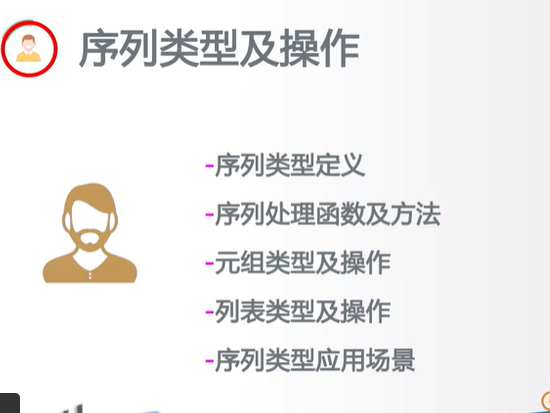 序列类型及操作
-序列类型定义
-序列处理函数及方法
-元组类型及操作
-列表类型及操作
-序列类型应用场景